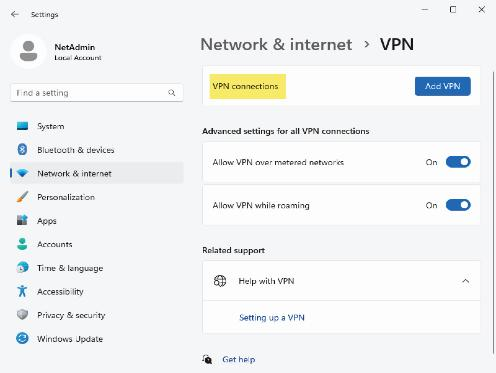 Settings
NetAdmin
Local Account
Find a setting
System
Bluetooth & devices
Network & internet
Personalization
Apps
Accounts
Time & language
Accessibility
Privacy & security
Windows Update
Network & internet > VPN
VPN connections
Add VPN
Advanced settings for all VPN connections
Allow VPN over metered networks On
Allow VPN while roaming On
Related support
Help with VPN
Setting up a VPN
Get help